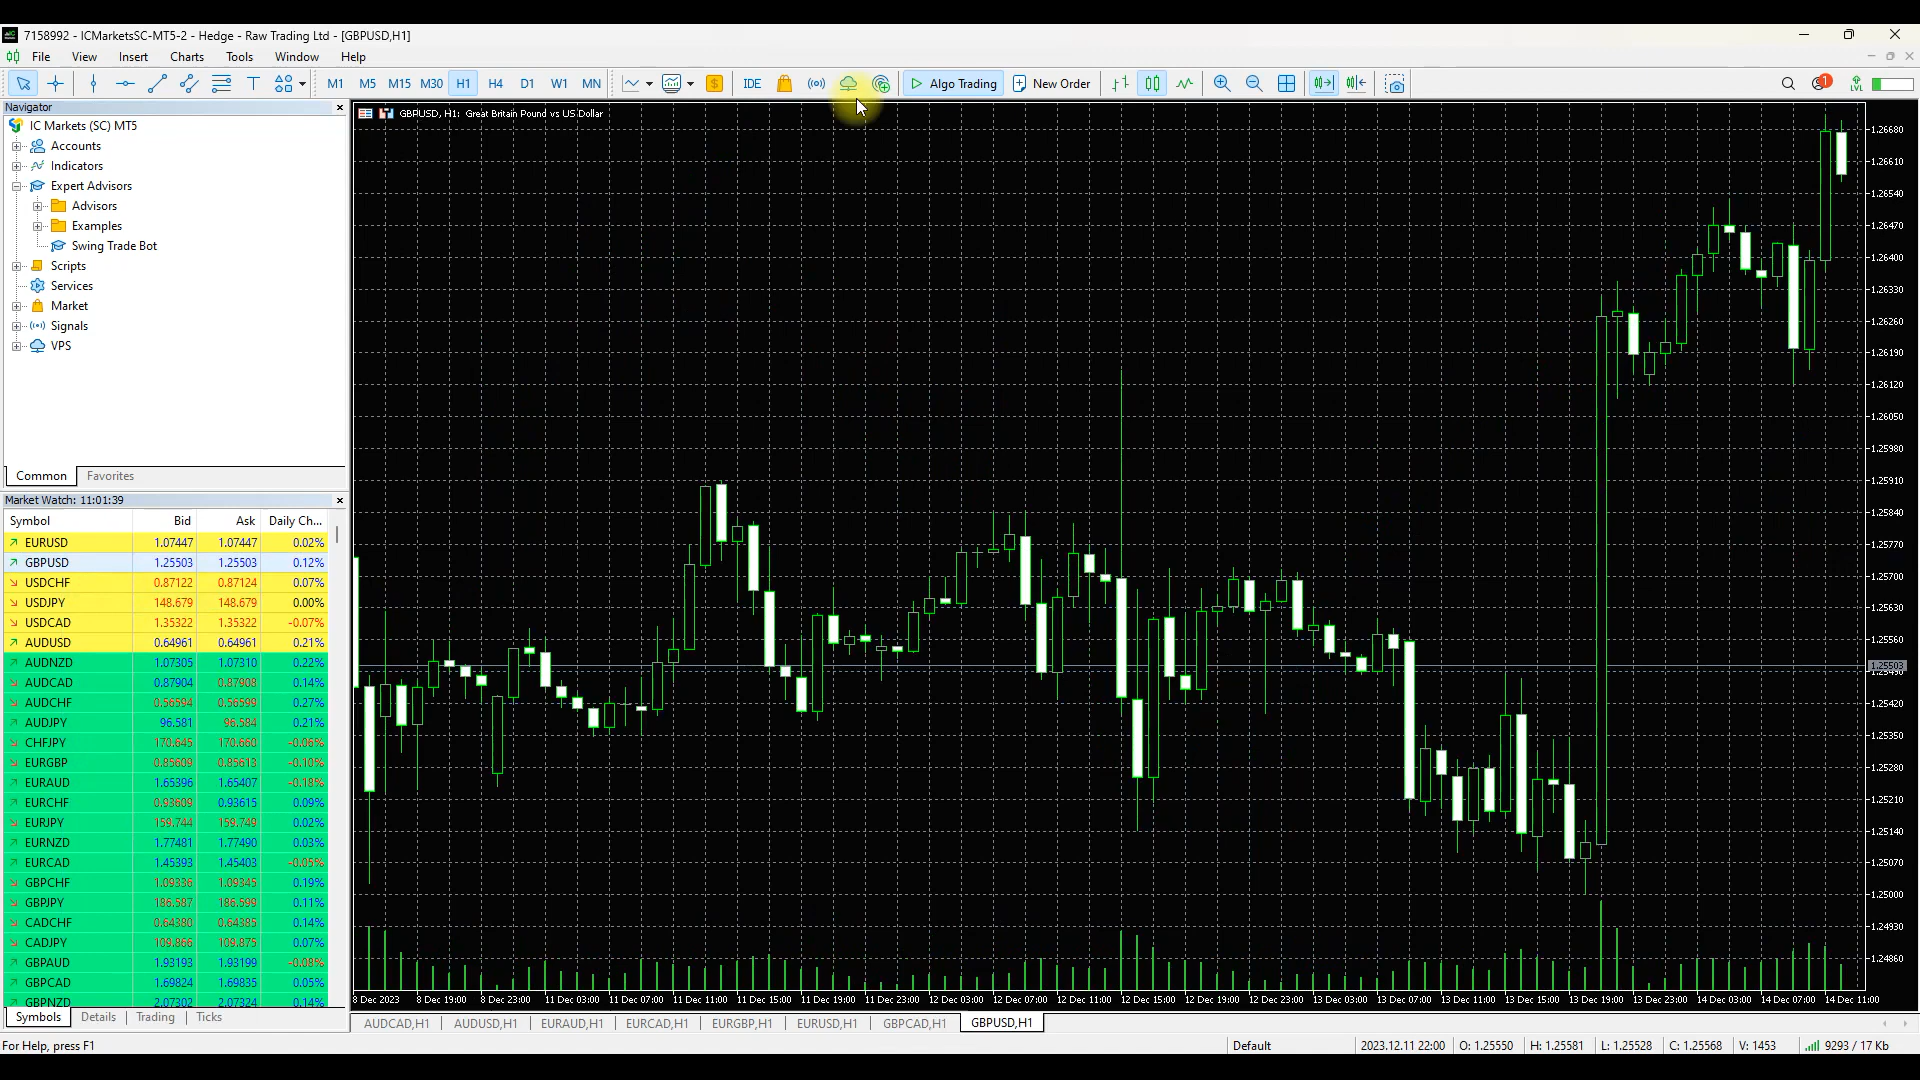 7158992 - ICMarketsSC-MT5-2 - Hedge - Raw Trading Ltd - [GBPUSD,H1]
File View Insert Charts Tools Window Help
M1 M5 M15 M30 H1 H4 D1 W1 MN IDE Algo Trading New Order 1 LVL
Navigator
IC Markets (SC) MT5
Accounts
Indicators
Expert Advisors
Advisors
Examples
Swing Trade Bot
Scripts
Services
Market
Signals
VPS
Common Favorites
Market Watch: 11:01:39
Symbol Bid Ask Daily Ch...
EURUSD 1.07447 1.07447 0.02%
GBPUSD 1.25503 1.25503 0.12%
USDCHF 0.87122 0.87124 0.07%
USDJPY 148.679 148.679 0.00%
USDCAD 1.35322 1.35322 -0.07%
AUDUSD 0.64961 0.64961 0.21%
AUDNZD 1.07305 1.07310 0.22%
AUDCAD 0.87904 0.87908 0.14%
AUDCHF 0.56594 0.56599 0.27%
AUDJPY 96.581 96.584 0.21%
CHFJPY 170.645 170.660 -0.06%
EURGBP 0.85609 0.85613 -0.10%
EURAUD 1.65396 1.65407 -0.18%
EURCHF 0.93609 0.93615 0.09%
EURJPY 159.744 159.749 0.02%
EURNZD 1.77481 1.77490 0.03%
EURCAD 1.45393 1.45403 -0.05%
GBPCHF 1.09336 1.09345 0.19%
GBPJPY 186.587 186.599 0.11%
CADCHF 0.64380 0.64385 0.14%
CADJPY 109.866 109.875 0.07%
GBPAUD 1.93193 1.93199 -0.08%
GBPCAD 1.69824 1.69835 0.05%
GBPNZD 2.07302 2.07324 0.14%
Symbols Details Trading Ticks
GBPUSD, H1: Great Britain Pound vs US Dollar
1.26680
1.26610
1.26540
1.26470
1.26400
1.26330
1.26260
1.26190
1.26120
1.26050
1.25980
1.25910
1.25840
1.25770
1.25700
1.25630
1.25560
1.25503
1.25490
1.25420
1.25350
1.25280
1.25210
1.25140
1.25070
1.25000
1.24930
1.24860
8 Dec 2023 8 Dec 19:00 8 Dec 23:00 11 Dec 03:00 11 Dec 07:00 11 Dec 11:00 11 Dec 15:00 11 Dec 19:00 11 Dec 23:00 12 Dec 03:00 12 Dec 07:00 12 Dec 11:00 12 Dec 15:00 12 Dec 19:00 12 Dec 23:00 13 Dec 03:00 13 Dec 07:00 13 Dec 11:00 13 Dec 15:00 13 Dec 19:00 13 Dec 23:00 14 Dec 03:00 14 Dec 07:00 14 Dec 11:00
AUDCAD,H1 AUDUSD,H1 EURAUD,H1 EURCAD,H1 EURGBP,H1 EURUSD,H1 GBPCAD,H1 GBPUSD,H1
For Help, press F1 Default 2023.12.11 22:00 O: 1.25550 H: 1.25581 L: 1.25528 C: 1.25568 V: 1453 9293 / 17 Kb